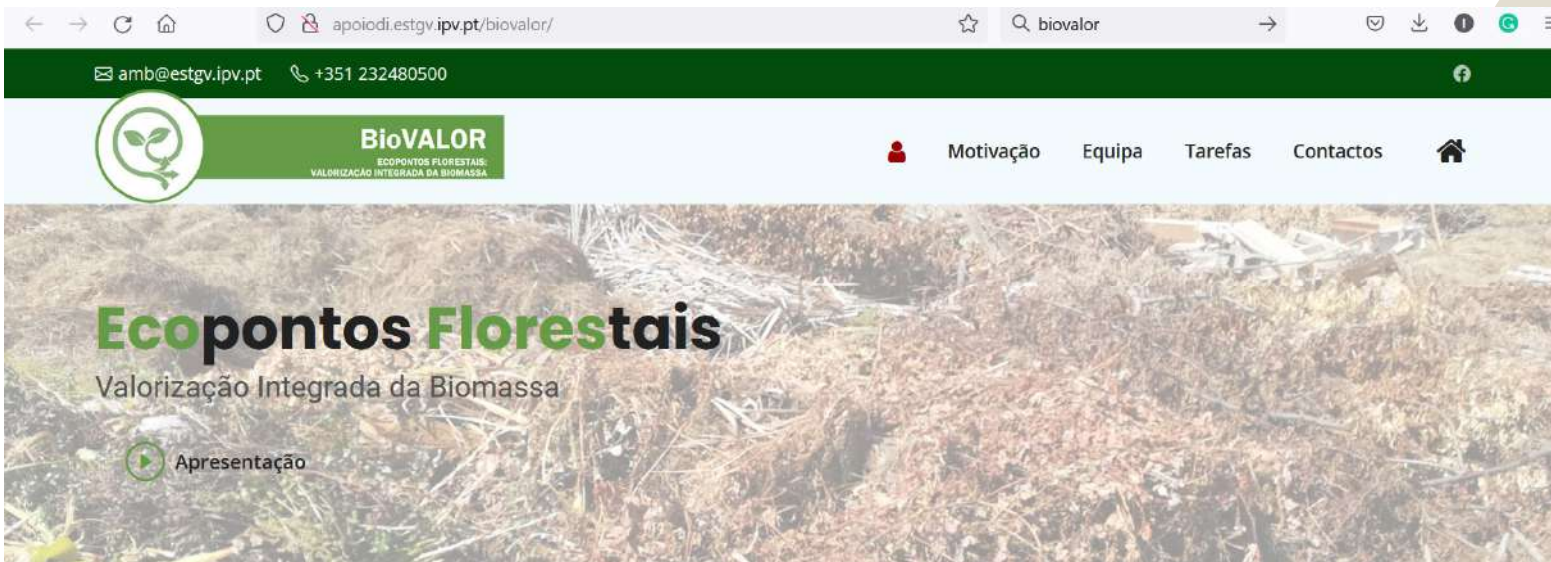 apoiodi.estgv.ipv.pt/biovalor/
biovalor
amb@estgv.ipv.pt +351 232480500
BioVALOR
ECOPONTOS FLORESTAIS:
VALORIZAÇÃO INTEGRADA DA BIOMASSA
Motivação Equipa Tarefas Contactos
Ecopontos Florestais
Valorização Integrada da Biomassa
Apresentação